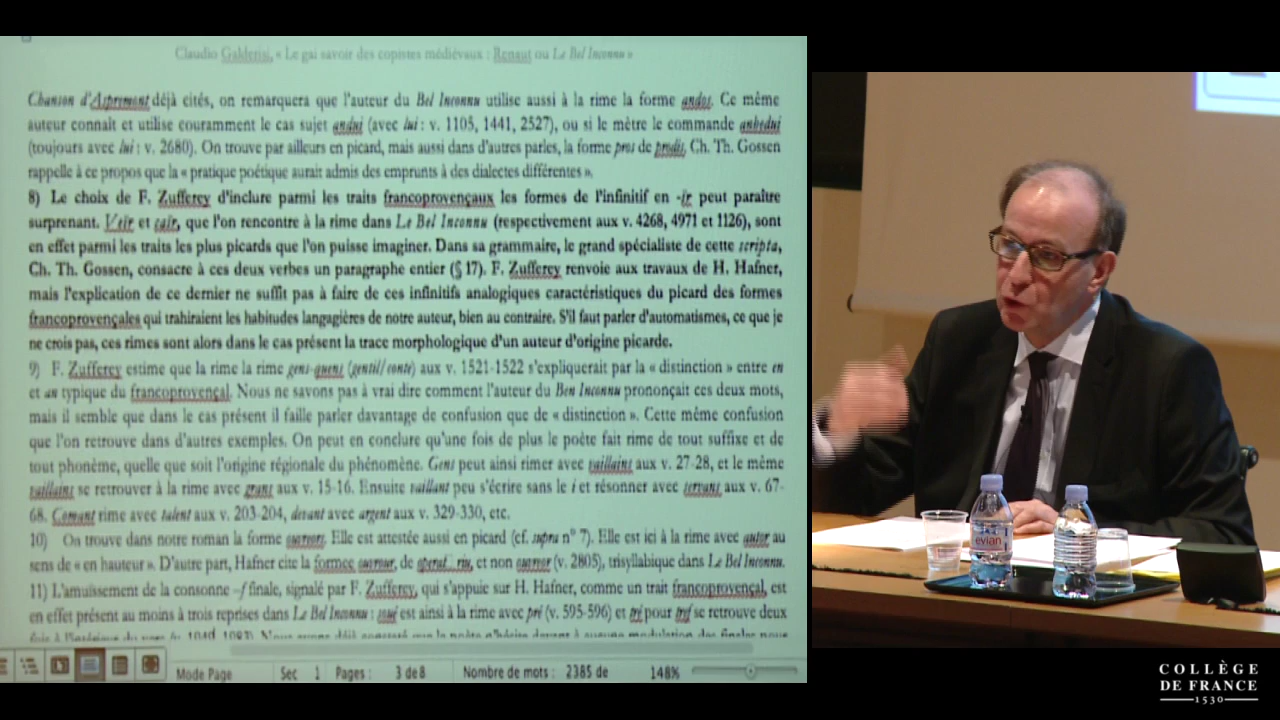 Claudio Galderisi, « Le gai savoir des copistes médiévaux : Renaut ou Le Bel Inconnu »
Chanson d'Aspremont déjà cités, on remarquera que l'auteur du Bel Inconnu utilise aussi à la rime la forme andos. Ce même
auteur connaît et utilise couramment le cas sujet andui (avec lui : v. 1105, 1441, 2527), ou si le mètre le commande anbedui
(toujours avec lui : v. 2680). On trouve par ailleurs en picard, mais aussi dans d'autres parles, la forme pros de prodis, Ch. Th. Gossen
rappelle à ce propos que la « pratique poétique aurait admis des emprunts à des dialectes différentes ».
8) Le choix de F. Zufferey d'inclure parmi les traits francoprovençaux les formes de l'infinitif en -ir peut paraître
surprenant. Veïr et caïr, que l'on rencontre à la rime dans Le Bel Inconnu (respectivement aux v. 4268, 4971 et 1126), sont
en effet parmi les traits les plus picards que l'on puisse imaginer. Dans sa grammaire, le grand spécialiste de cette scripta,
Ch. Th. Gossen, consacre à ces deux verbes un paragraphe entier (§ 17). F. Zufferey renvoie aux travaux de H. Hafner,
mais l'explication de ce dernier ne suffit pas à faire de ces infinitifs analogiques caractéristiques du picard des formes
francoprovençales qui trahiraient les habitudes langagières de notre auteur, bien au contraire. S'il faut parler d'automatismes, ce que je
ne crois pas, ces rimes sont alors dans le cas présent la trace morphologique d'un auteur d'origine picarde.
9) F. Zufferey estime que la rime la rime gens-quens (gentil/conte) aux v. 1521-1522 s'expliquerait par la « distinction » entre en
et an typique du francoprovençal. Nous ne savons pas à vrai dire comment l'auteur du Ben Inconnu prononçait ces deux mots,
mais il semble que dans le cas présent il faille parler davantage de confusion que de « distinction ». Cette même confusion
que l'on retrouve dans d'autres exemples. On peut en conclure qu'une fois de plus le poète fait rime de tout suffixe et de
tout phonème, quelle que soit l'origine régionale du phénomène. Gens peut ainsi rimer avec vaillains aux v. 27-28, et le même
vaillains se retrouver à la rime avec grans aux v. 15-16. Ensuite vaillant peu s'écrire sans le i et résonner avec servans aux v. 67-
68. Comant rime avec talent aux v. 203-204, devant avec argent aux v. 329-330, etc.
10) On trouve dans notre roman la forme Elle est attestée aussi en picard (cf. supra n° 7). Elle est ici à la rime avec autor au
sens de « en hauteur ». D'autre part, Hafner cite la formee de et non (v. 2805), trisyllabique dans Le Bel Inconnu.
11) L'amuïssement de la consonne –f finale, signalé par F. Zufferey, qui s'appuie sur H. Hafner, comme un trait francoprovençal, est
en effet présent au moins à trois reprises dans Le Bel Inconnu : est ainsi à la rime avec pré (v. 595-596) et tré pour tref se retrouve deux
Mode Page Sec 1 Pages : 3 de 8 Nombre de mots : 2385 de 148%
evian
COLLÈGE
DE FRANCE
1530